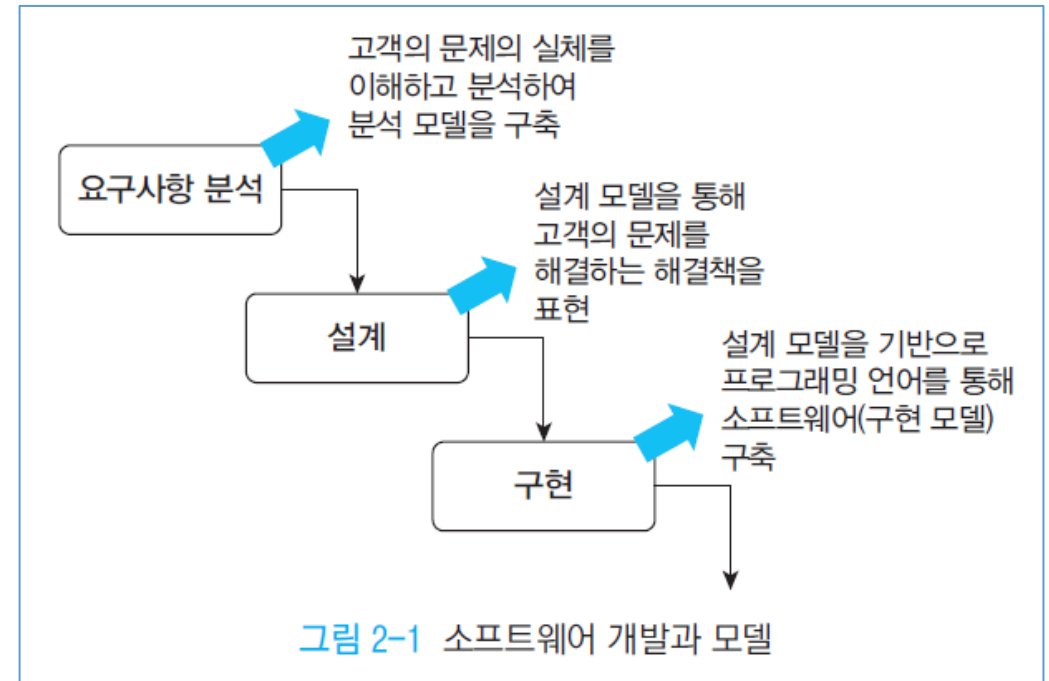 고객의 문제의 실체를
이해하고 분석하여
분석 모델을 구축
요구사항 분석
설계 모델을 통해
고객의 문제를
해결하는 해결책을
표현
설계
설계 모델을 기반으로
프로그래밍 언어를 통해
소프트웨어(구현 모델)
구축
구현
그림 2-1 소프트웨어 개발과 모델